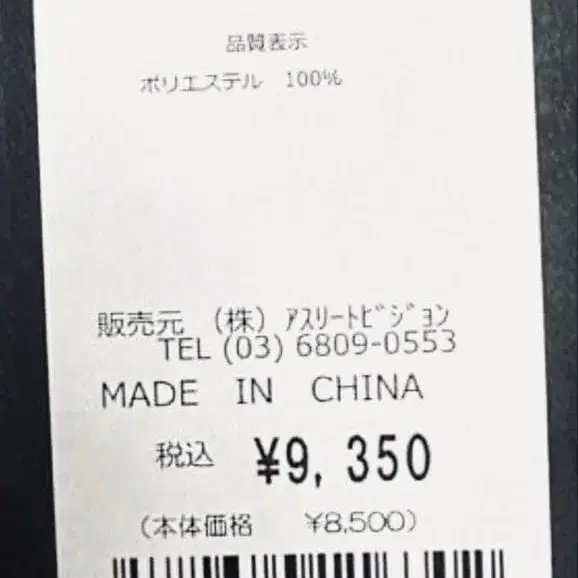 品質表示
ポリエステル 100%
販売元 （株） ｱｽﾘｰﾄﾋﾞｼﾞｮﾝ
TEL (03) 6809-0553
MADE IN CHINA
税込 ¥9,350
（本体価格 ¥8,500）